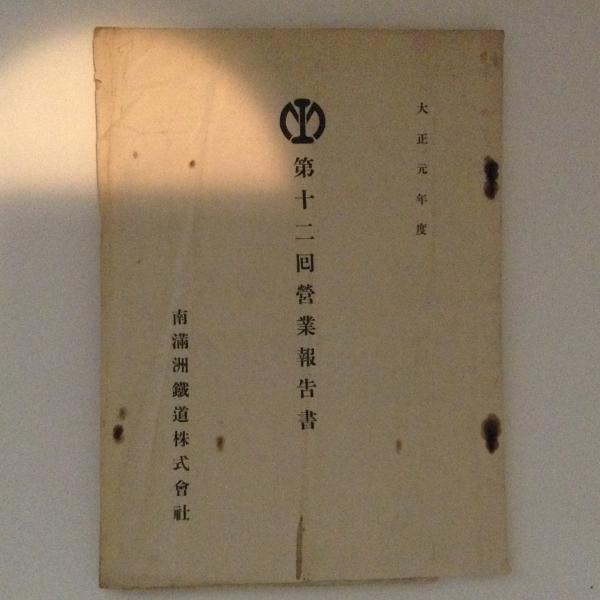 大正元年度
第十二回營業報告書
南滿洲鐵道株式會社